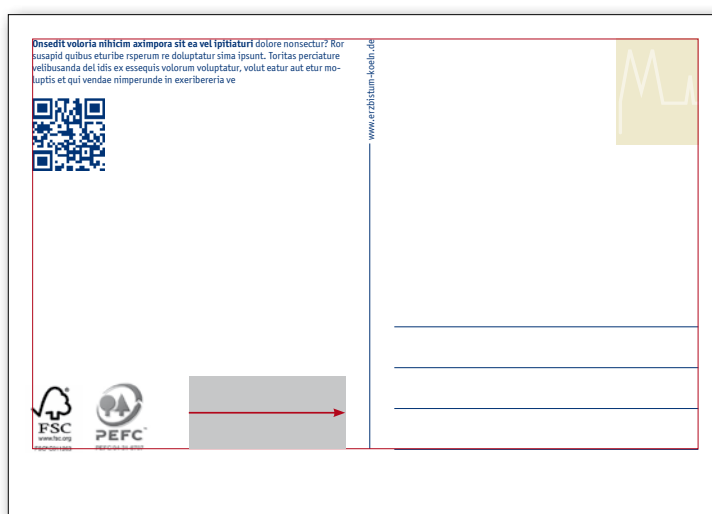 Onsedit voloria nihicim aximpora sit ea vel ipitiaturi dolore nonsectur? Ror
susapid quibus eturibe rsperum re doluptatur sima ipsunt. Toritas perciature
velibusanda del idis ex essequis volorum voluptatur, volut eatur aut etur mo-
luptis et qui vendae nimperunde in exeribereria ve
www.erzbistum-koeln.de
FSC
www.fsc.org
PEFC™